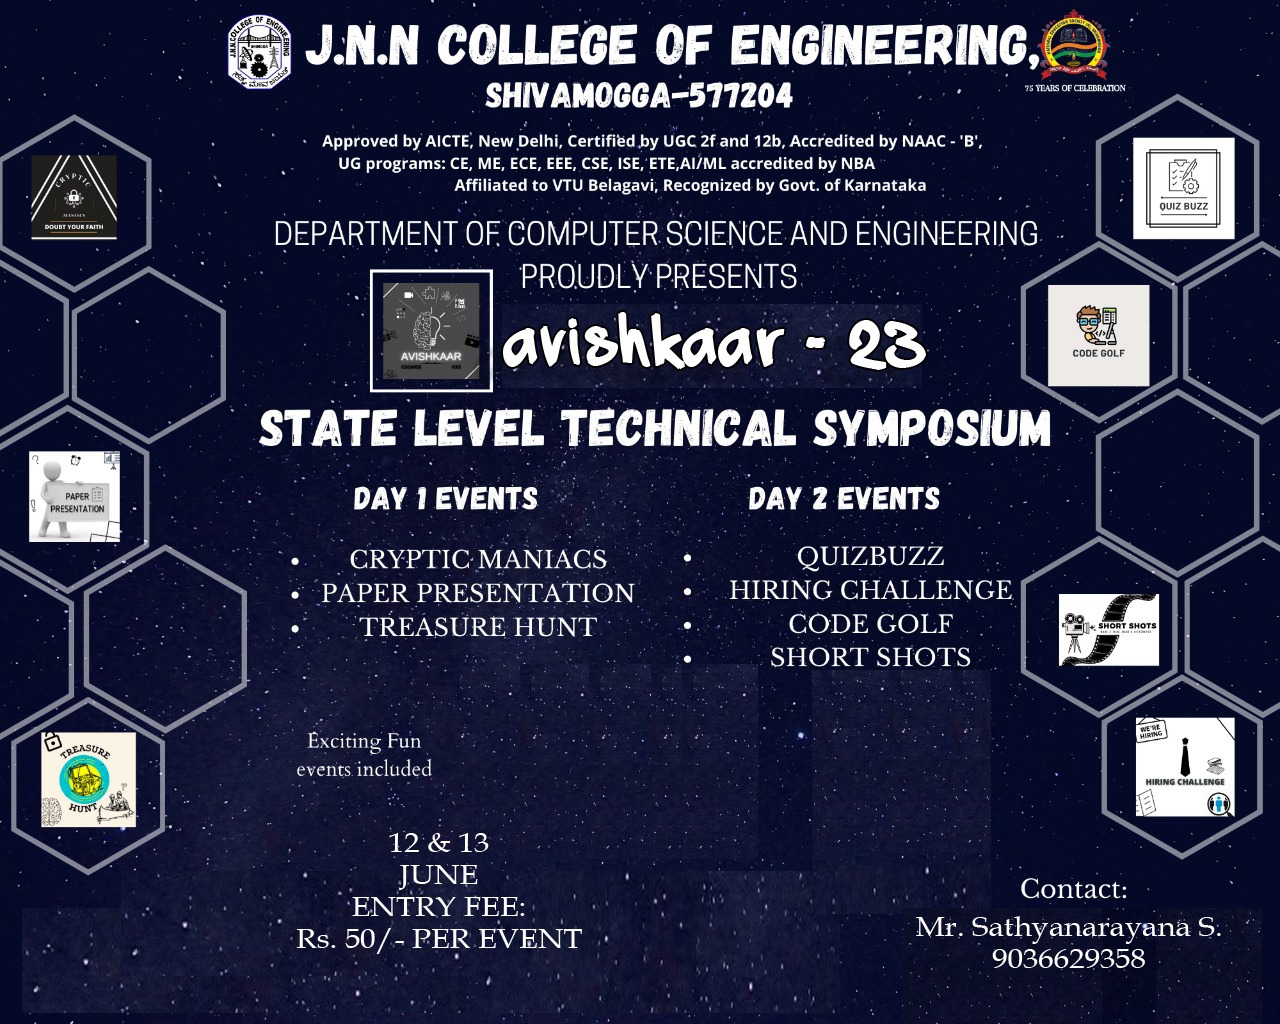 J.N.N COLLEGE OF ENGINEERING,
SHIVAMOGGA-577204
75 YEARS OF CELEBRATION
Approved by AICTE, New Delhi, Certified by UGC 2f and 12b, Accredited by NAAC - 'B',
UG programs: CE, ME, ECE, EEE, CSE, ISE, ETE,AI/ML accredited by NBA
Affiliated to VTU Belagavi, Recognized by Govt. of Karnataka
DEPARTMENT OF COMPUTER SCIENCE AND ENGINEERING
PROUDLY PRESENTS
AVISHKAAR
avishkaar - 23
STATE LEVEL TECHNICAL SYMPOSIUM
DAY 1 EVENTS
• CRYPTIC MANIACS
• PAPER PRESENTATION
• TREASURE HUNT
DAY 2 EVENTS
• QUIZBUZZ
• HIRING CHALLENGE
• CODE GOLF
• SHORT SHOTS
Exciting Fun
events included
12 & 13
JUNE
ENTRY FEE:
Rs. 50/- PER EVENT
Contact:
Mr. Sathyanarayana S.
9036629358
CRYPTIC
MANIACS
DOUBT YOUR FAITH
PAPER
PRESENTATION
TREASURE
HUNT
QUIZ BUZZ
CODE GOLF
SHORT SHOTS
WE'RE
HIRING
HIRING CHALLENGE